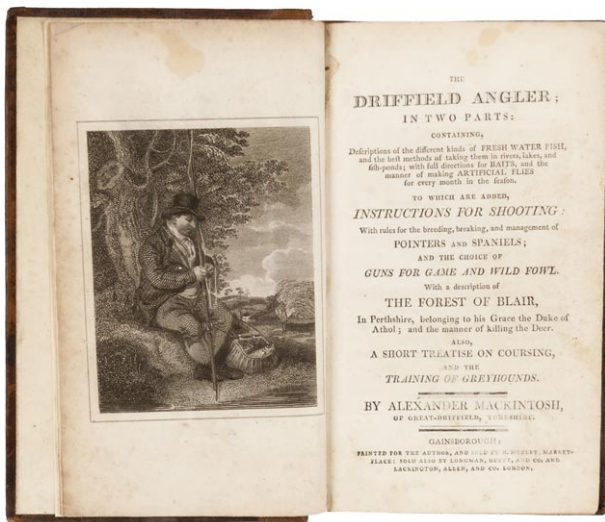 THE
DRIFFIELD ANGLER;
IN TWO PARTS:
CONTAINING,
Descriptions of the different kinds of FRESH WATER FISH,
and the best methods of taking them in rivers, lakes, and
fish-ponds; with full directions for BAITS, and the
manner of making ARTIFICIAL FLIES
for every month in the season.
TO WHICH ARE ADDED,
INSTRUCTIONS FOR SHOOTING:
With rules for the breeding, breaking, and management of
POINTERS AND SPANIELS;
AND THE CHOICE OF
GUNS FOR GAME AND WILD FOWL.
With a description of
THE FOREST OF BLAIR,
In Perthshire, belonging to his Grace the Duke of
Athol; and the manner of killing the Deer.
ALSO,
A SHORT TREATISE ON COURSING,
AND THE
TRAINING OF GREYHOUNDS.
BY ALEXANDER MACKINTOSH,
OF GREAT-DRIFFIELD, YORKSHIRE.
GAINSBOROUGH:
PRINTED FOR THE AUTHOR, AND SOLD BY H. MOZLEY, MARKET-
PLACE; SOLD ALSO BY LONGMAN, AND CO. AND
LACKINGTON, ALLEN, AND CO. LONDON;